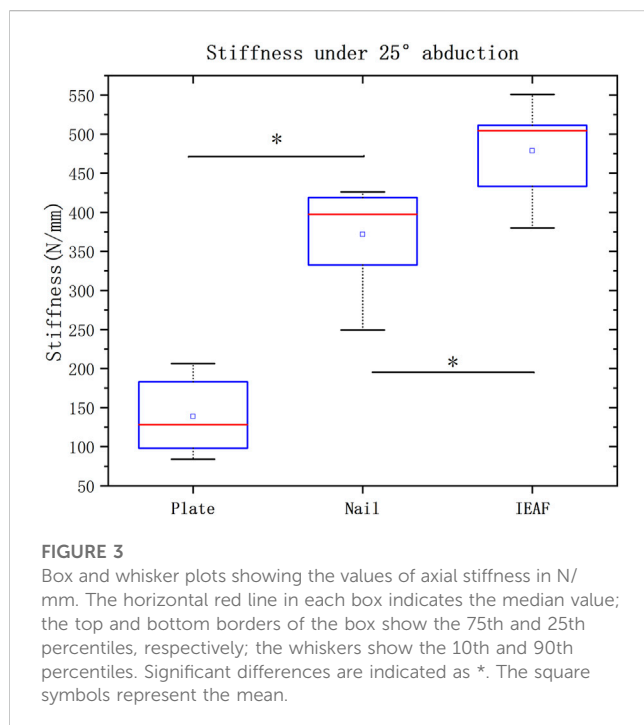 Stiffness under 25° abduction
*
*
550
500
450
400
350
300
250
200
150
100
50
Stiffness(N/mm)
Plate Nail IEAF
FIGURE 3
Box and whisker plots showing the values of axial stiffness in N/
mm. The horizontal red line in each box indicates the median value;
the top and bottom borders of the box show the 75th and 25th
percentiles, respectively; the whiskers show the 10th and 90th
percentiles. Significant differences are indicated as *. The square
symbols represent the mean.